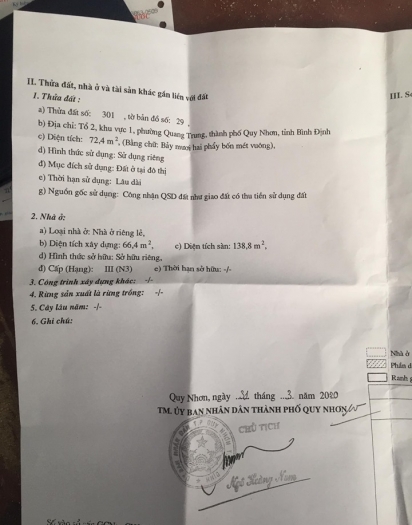 II. Thửa đất, nhà ở và tài sản khác gắn liền với đất
III. S
1. Thửa đất :
a) Thửa đất số: 301 , tờ bản đồ số: 29 ,
b) Địa chỉ: Tổ 2, khu vực 1, phường Quang Trung, thành phố Quy Nhơn, tỉnh Bình Định
c) Diện tích: 72,4 m², (Bằng chữ: Bảy mươi hai phẩy bốn mét vuông),
d) Hình thức sử dụng: Sử dụng riêng
đ) Mục đích sử dụng: Đất ở tại đô thị
e) Thời hạn sử dụng: Lâu dài
g) Nguồn gốc sử dụng: Công nhận QSD đất như giao đất có thu tiền sử dụng đất
2. Nhà ở:
a) Loại nhà ở: Nhà ở riêng lẻ,
b) Diện tích xây dựng: 66,4 m², c) Diện tích sàn: 138,8 m²,
d) Hình thức sở hữu: Sở hữu riêng,
đ) Cấp (Hạng): III (N3) e) Thời hạn sở hữu: -/-
3. Công trình xây dựng khác: -/-
4. Rừng sản xuất là rừng trồng: -/-
5. Cây lâu năm: -/-
6. Ghi chú:
Nhà ở
Phần đ
Ranh g
Quy Nhơn, ngày 31 tháng 3 năm 2020
TM. ỦY BAN NHÂN DÂN THÀNH PHỐ QUY NHƠN
CHỦ TỊCH
Ngô Hoàng Nam
Số vào sổ cấp GCN: